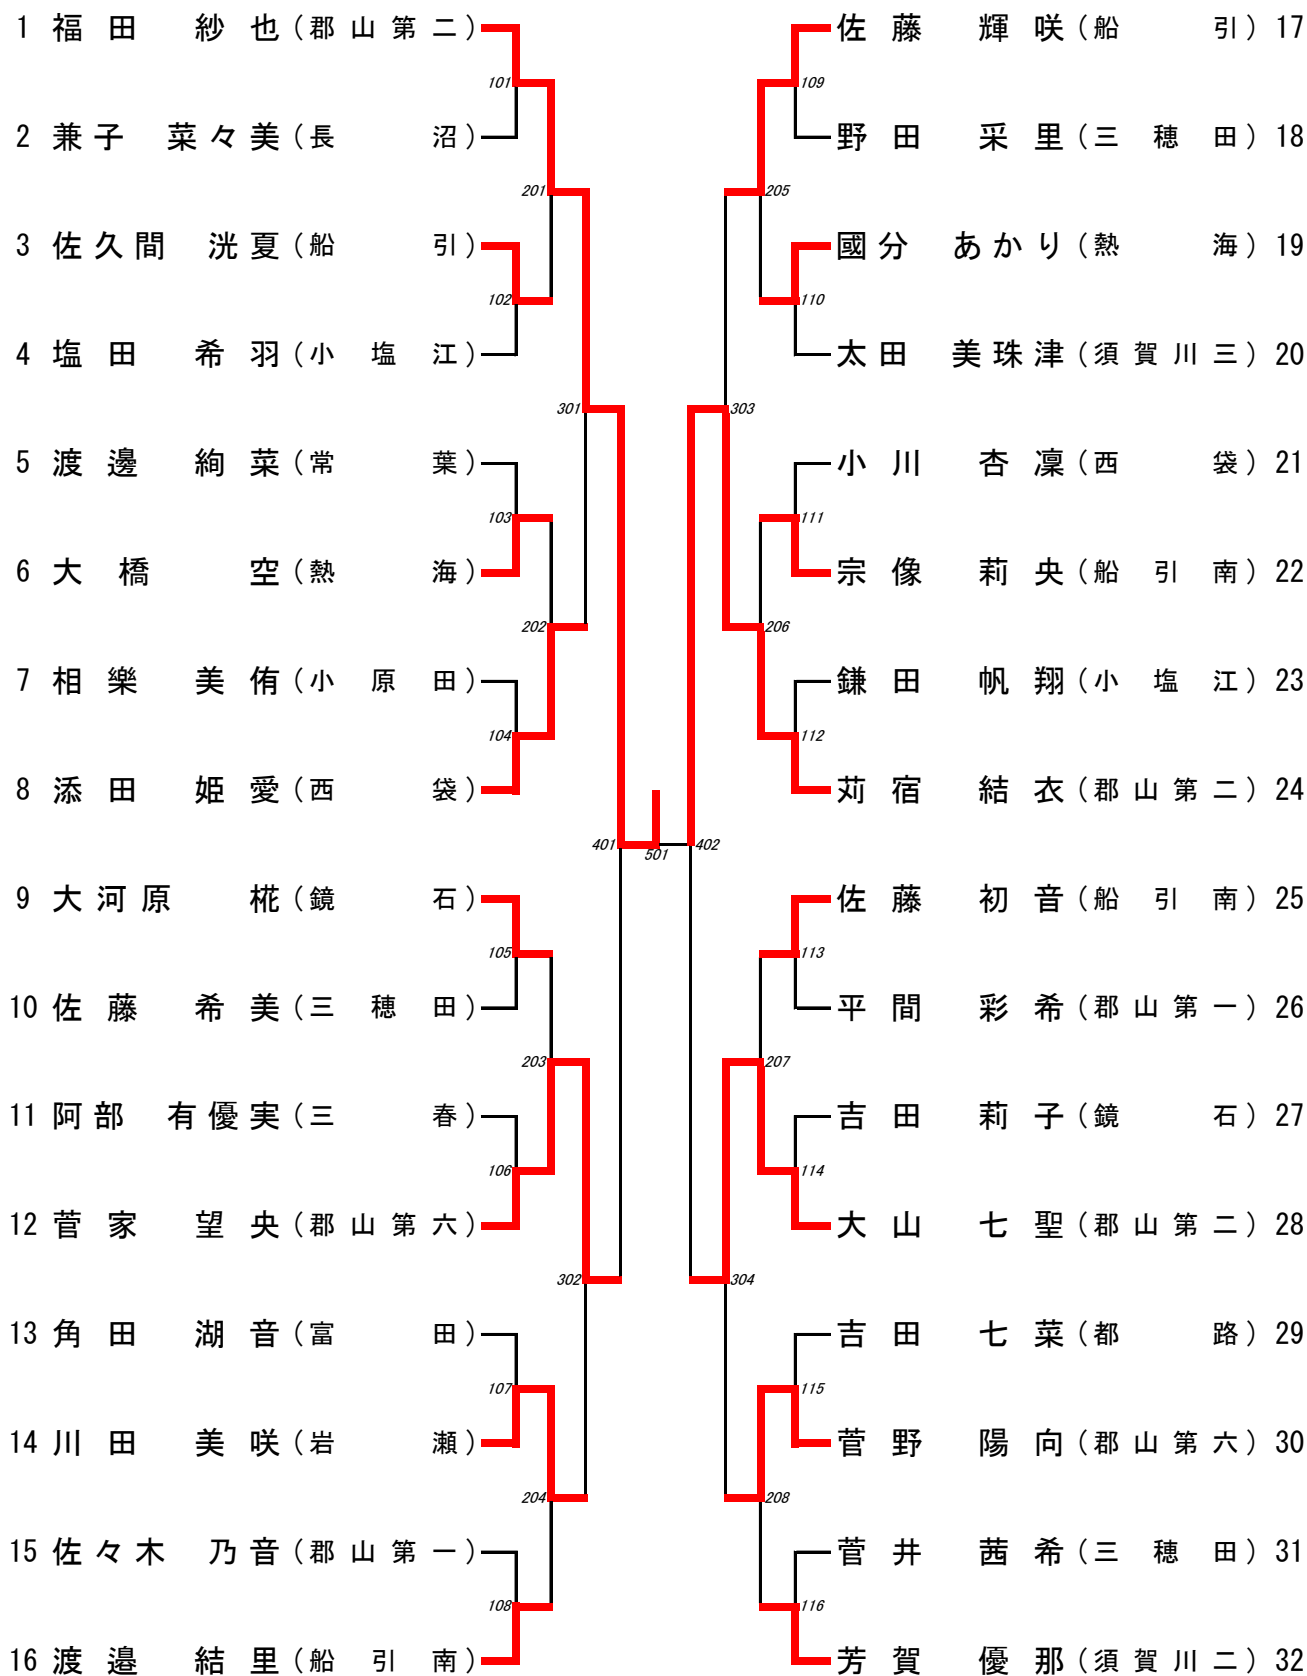 1 福田 紗也 (郡山第二) 佐藤 輝咲 (船引) 17
101 109
2 兼子 菜々美 (長沼) 野田 采里 (三穂田) 18
201 205
3 佐久間 洸夏 (船引) 國分 あかり (熱海) 19
102 110
4 塩田 希羽 (小塩江) 太田 美珠津 (須賀川三) 20
301 303
5 渡邊 絢菜 (常葉) 小川 杏凜 (西袋) 21
103 111
6 大橋 空 (熱海) 宗像 莉央 (船引南) 22
202 206
7 相樂 美侑 (小原田) 鎌田 帆翔 (小塩江) 23
104 112
8 添田 姫愛 (西袋) 苅宿 結衣 (郡山第二) 24
401 501 402
9 大河原 椛 (鏡石) 佐藤 初音 (船引南) 25
105 113
10 佐藤 希美 (三穂田) 平間 彩希 (郡山第一) 26
203 207
11 阿部 有優実 (三春) 吉田 莉子 (鏡石) 27
106 114
12 菅家 望央 (郡山第六) 大山 七聖 (郡山第二) 28
302 304
13 角田 湖音 (富田) 吉田 七菜 (都路) 29
107 115
14 川田 美咲 (岩瀬) 菅野 陽向 (郡山第六) 30
204 208
15 佐々木 乃音 (郡山第一) 菅井 茜希 (三穂田) 31
108 116
16 渡邉 結里 (船引南) 芳賀 優那 (須賀川二) 32